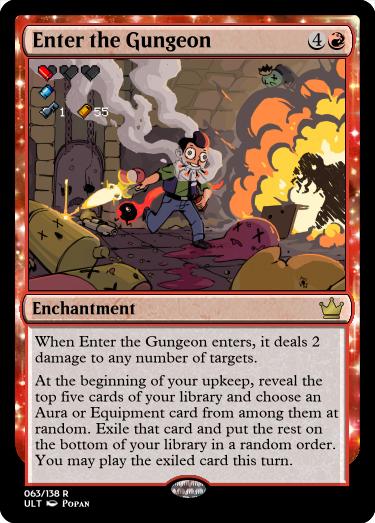 Enter the Gungeon 4
1 55
Enchantment
When Enter the Gungeon enters, it deals 2
damage to any number of targets.
At the beginning of your upkeep, reveal the
top five cards of your library and choose an
Aura or Equipment card from among them at
random. Exile that card and put the rest on
the bottom of your library in a random order.
You may play the exiled card this turn.
063/138 R
ULT Popan